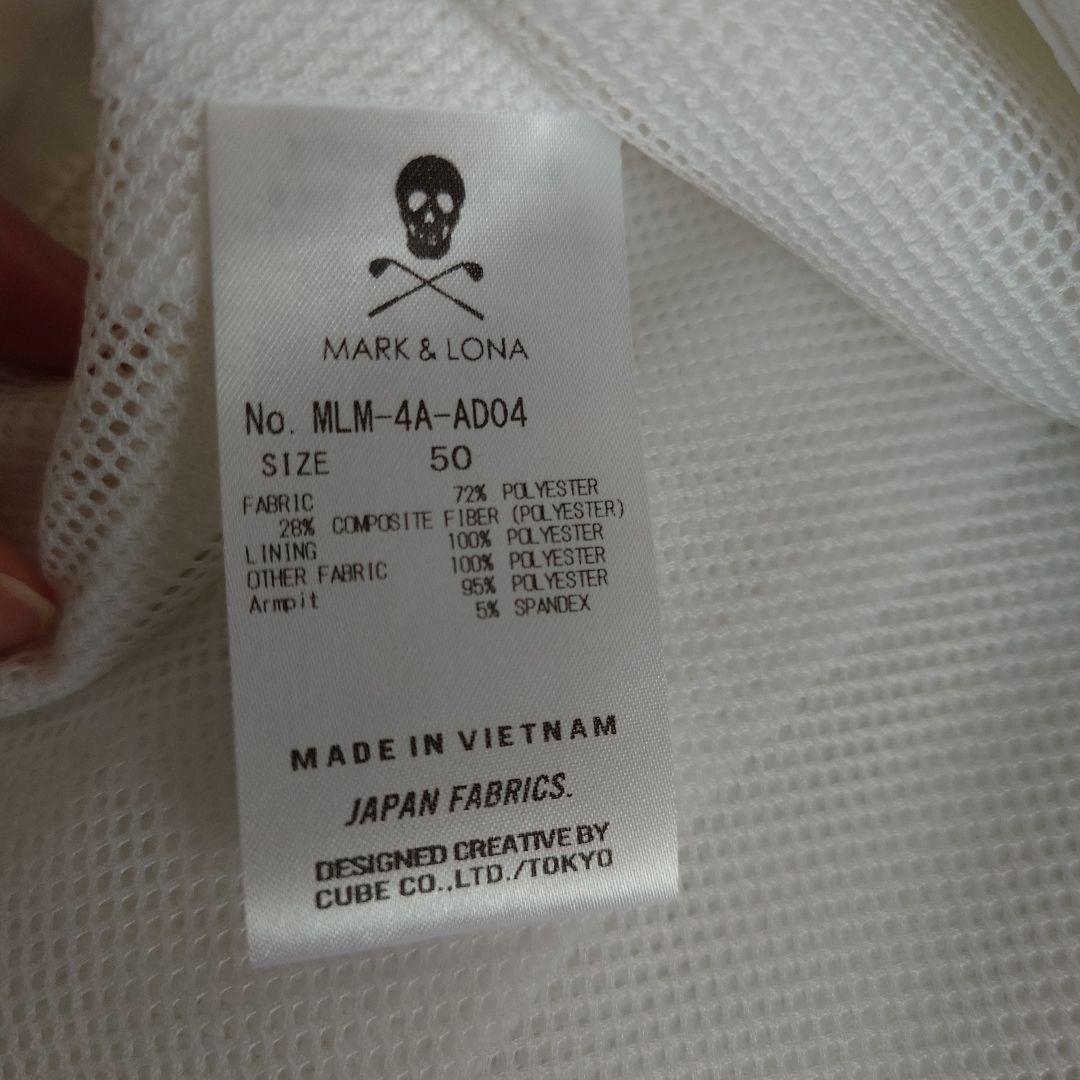 MARK & LONA
No. MLM-4A-AD04
SIZE 50
FABRIC 72% POLYESTER
28% COMPOSITE FIBER (POLYESTER)
LINING 100% POLYESTER
OTHER FABRIC 100% POLYESTER
Armpit 95% POLYESTER
5% SPANDEX
MADE IN VIETNAM
JAPAN FABRICS.
DESIGNED CREATIVE BY
CUBE CO.,LTD./TOKYO